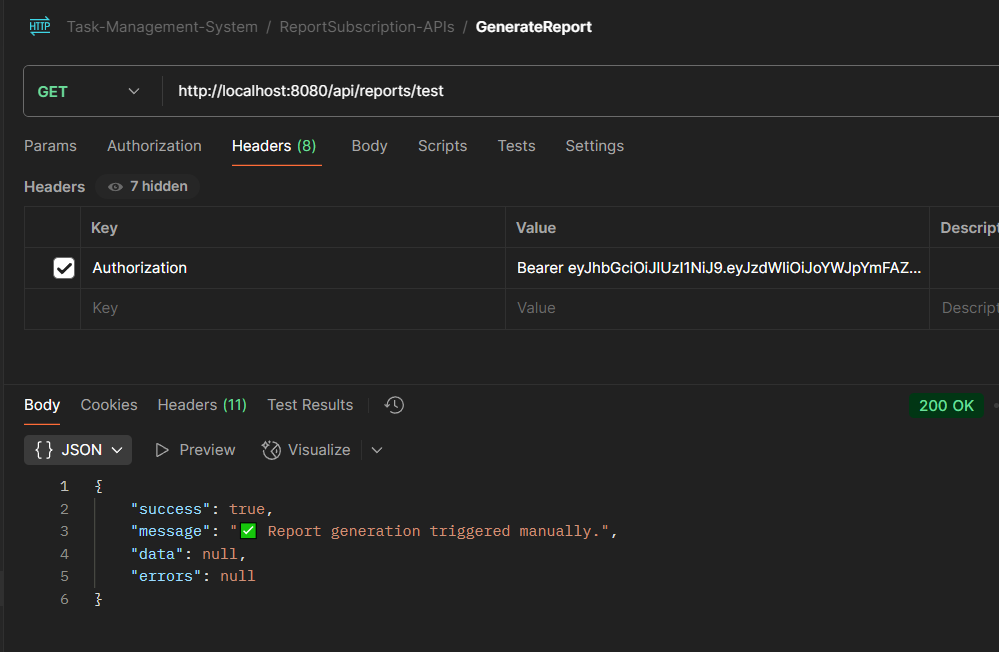 HTTP Task-Management-System / ReportSubscription-APIs / GenerateReport
GET http://localhost:8080/api/reports/test
Params Authorization Headers (8) Body Scripts Tests Settings
Headers 7 hidden
Key Value Descript
Authorization Bearer eyJhbGciOiJIUzI1NiJ9.eyJzdWIiOiJoYWJpYmFAZ...
Key Value Descript
Body Cookies Headers (11) Test Results 200 OK
{} JSON Preview Visualize
1 {
2 "success": true,
3 "message": "✅ Report generation triggered manually.",
4 "data": null,
5 "errors": null
6 }